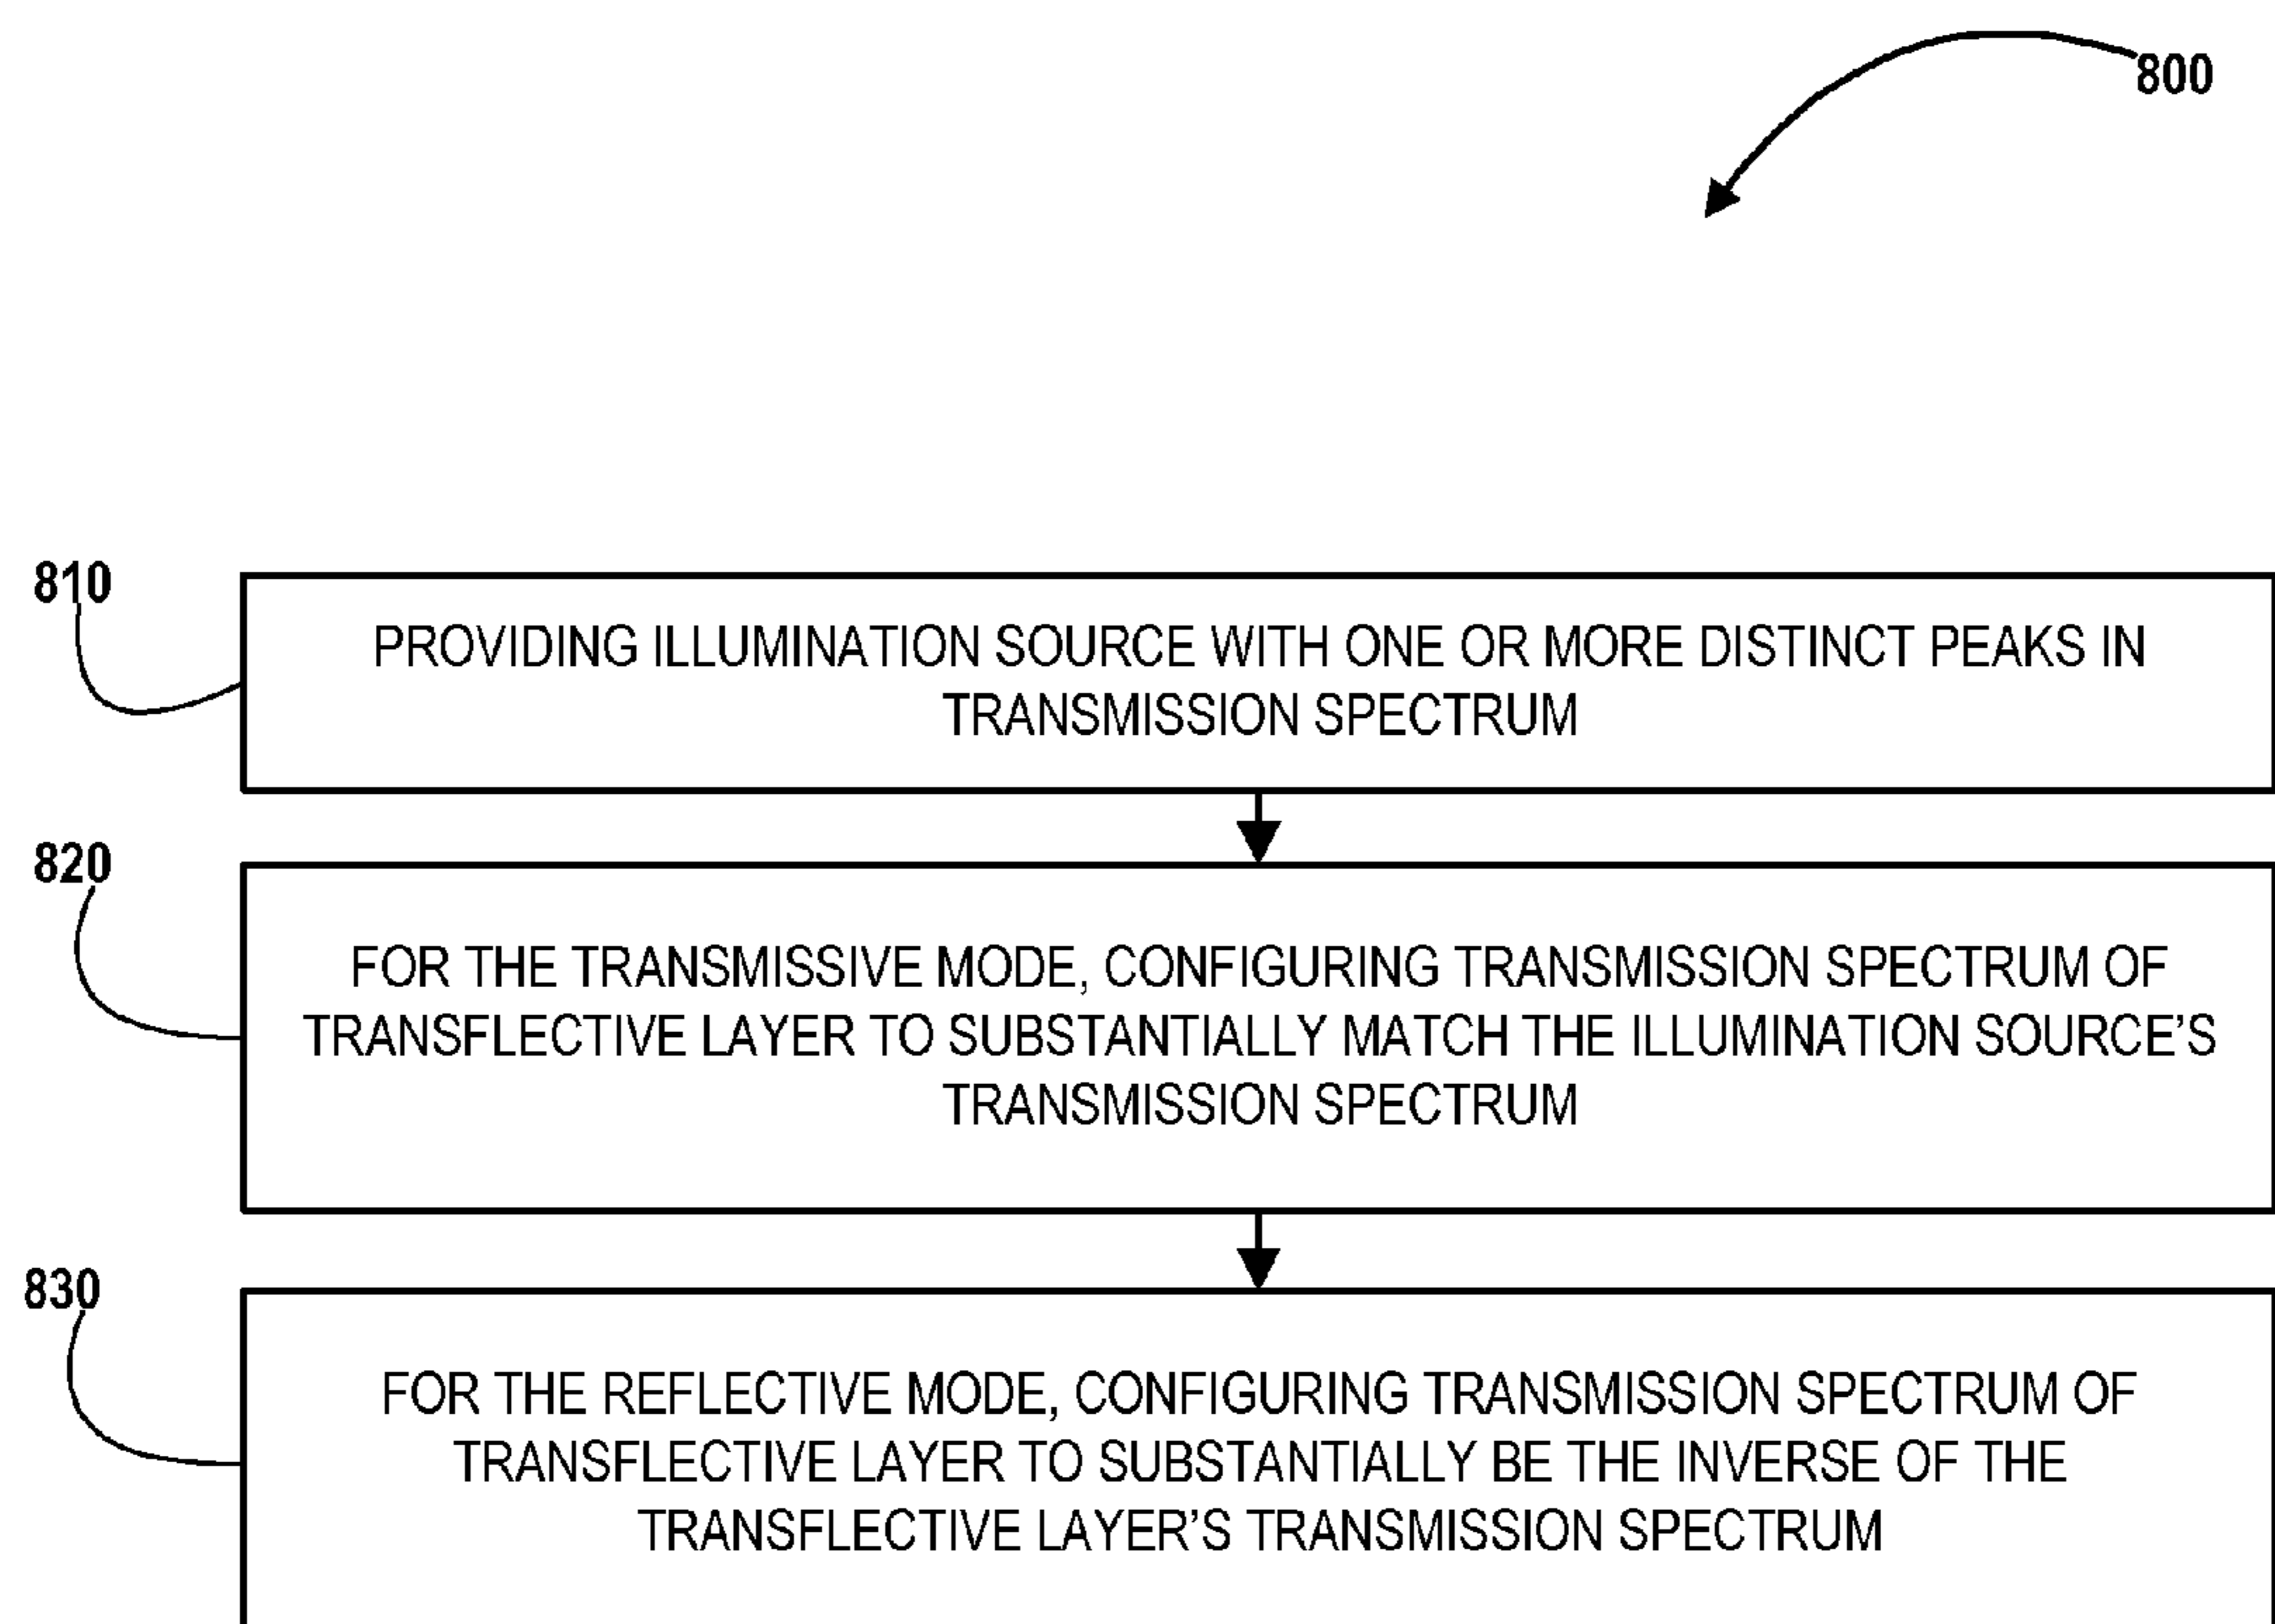 800
810
PROVIDING ILLUMINATION SOURCE WITH ONE OR MORE DISTINCT PEAKS IN
TRANSMISSION SPECTRUM
820
FOR THE TRANSMISSIVE MODE, CONFIGURING TRANSMISSION SPECTRUM OF
TRANSFLECTIVE LAYER TO SUBSTANTIALLY MATCH THE ILLUMINATION SOURCE'S
TRANSMISSION SPECTRUM
830
FOR THE REFLECTIVE MODE, CONFIGURING TRANSMISSION SPECTRUM OF
TRANSFLECTIVE LAYER TO SUBSTANTIALLY BE THE INVERSE OF THE
TRANSFLECTIVE LAYER'S TRANSMISSION SPECTRUM